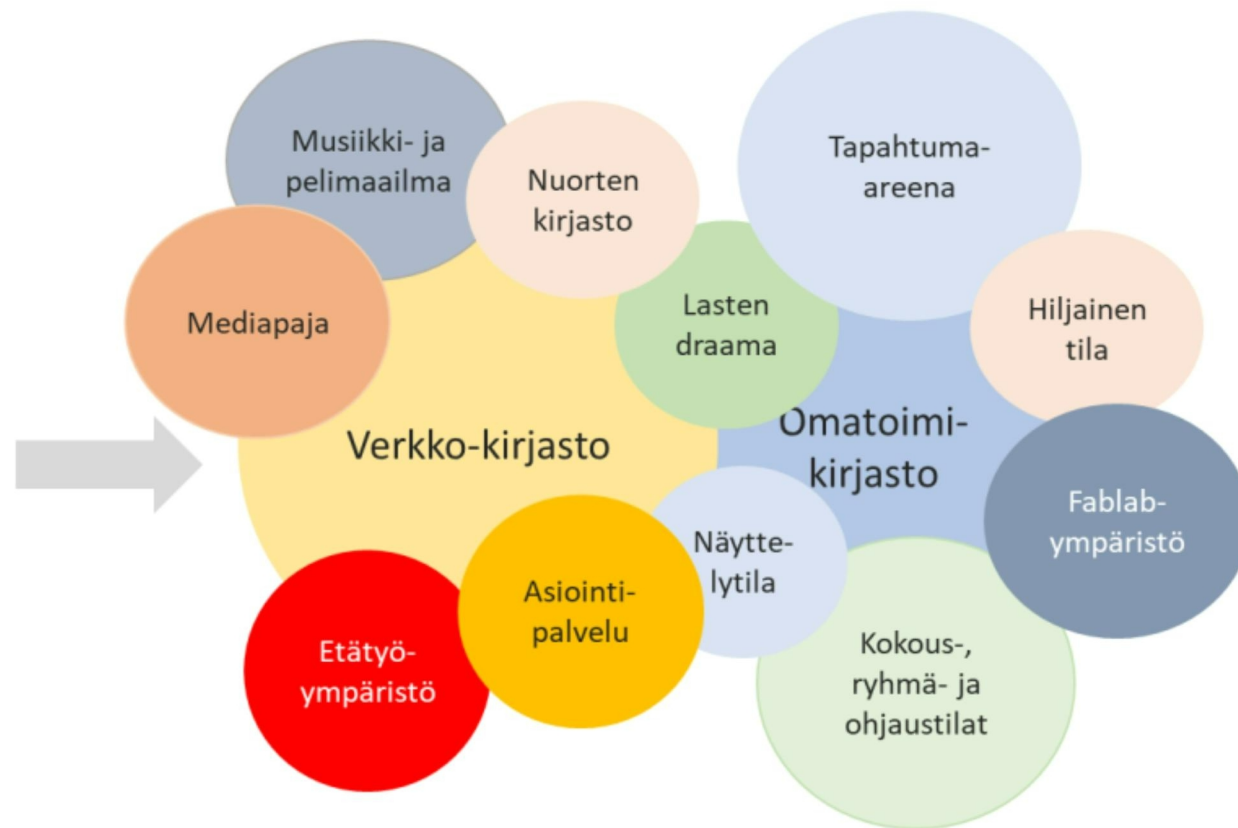 Musiikki- ja
pelimaailma
Nuorten
kirjasto
Tapahtuma-
areena
Mediapaja
Lasten
draama
Hiljainen
tila
Verkko-kirjasto
Omatoimi-
kirjasto
Fablab-
ympäristö
Näytte-
lytila
Asiointi-
palvelu
Etätyö-
ympäristö
Kokous-,
ryhmä- ja
ohjaustilat